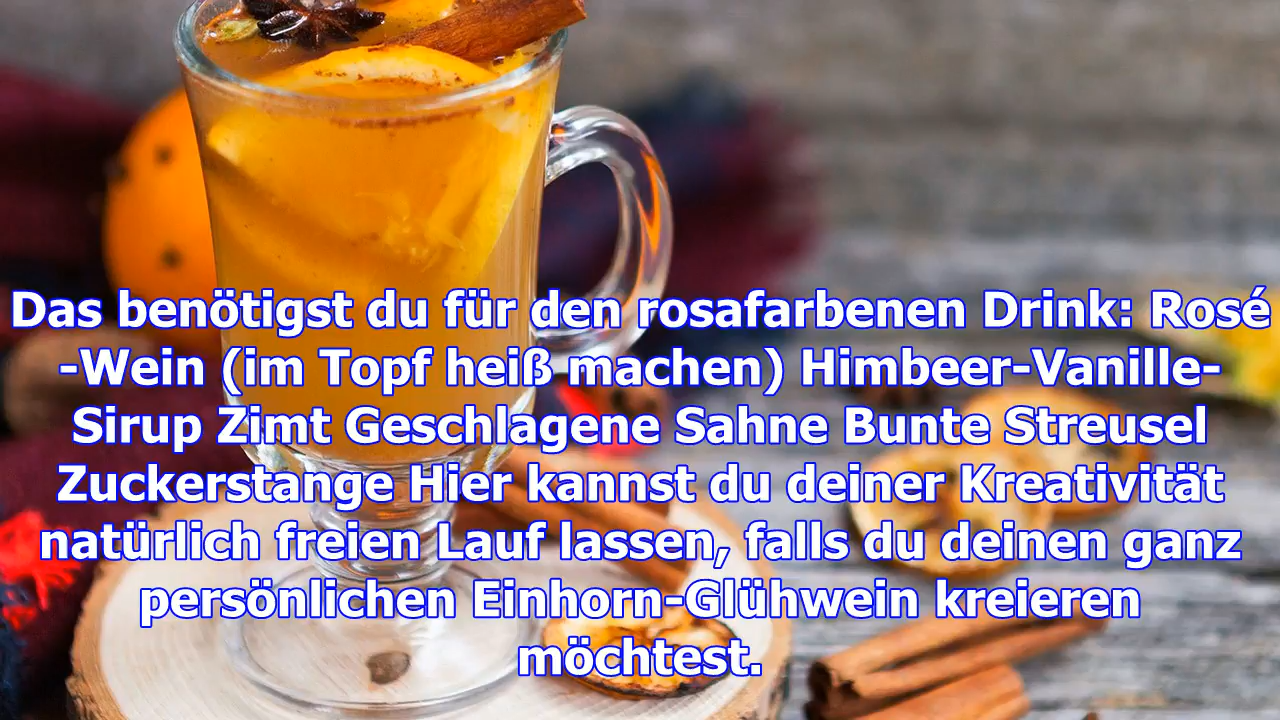 Das benötigst du für den rosafarbenen Drink: Rosé
-Wein (im Topf heiß machen) Himbeer-Vanille-
Sirup Zimt Geschlagene Sahne Bunte Streusel
Zuckerstange Hier kannst du deiner Kreativität
natürlich freien Lauf lassen, falls du deinen ganz
persönlichen Einhorn-Glühwein kreieren
möchtest.